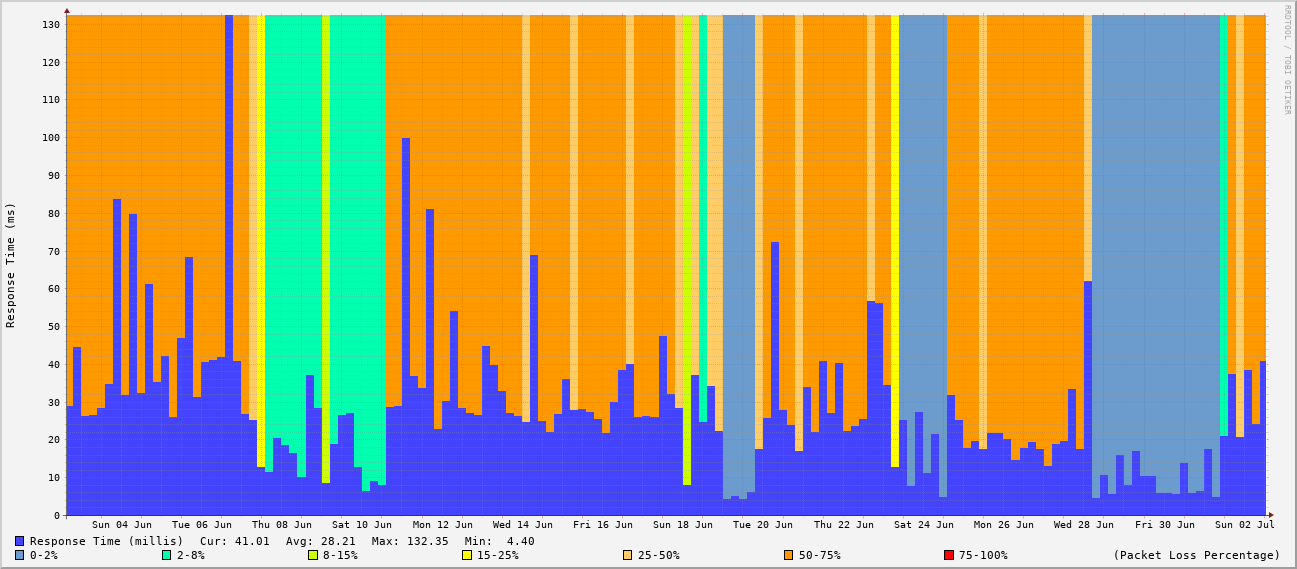 RRDTOOL / TOBI OETIKER
Response Time (ms)
130
120
110
100
90
80
70
60
50
40
30
20
10
0
Sun 04 Jun Tue 06 Jun Thu 08 Jun Sat 10 Jun Mon 12 Jun Wed 14 Jun Fri 16 Jun Sun 18 Jun Tue 20 Jun Thu 22 Jun Sat 24 Jun Mon 26 Jun Wed 28 Jun Fri 30 Jun Sun 02 Jul
Response Time (millis) Cur: 41.01 Avg: 28.21 Max: 132.35 Min: 4.40
0-2% 2-8% 8-15% 15-25% 25-50% 50-75% 75-100% (Packet Loss Percentage)